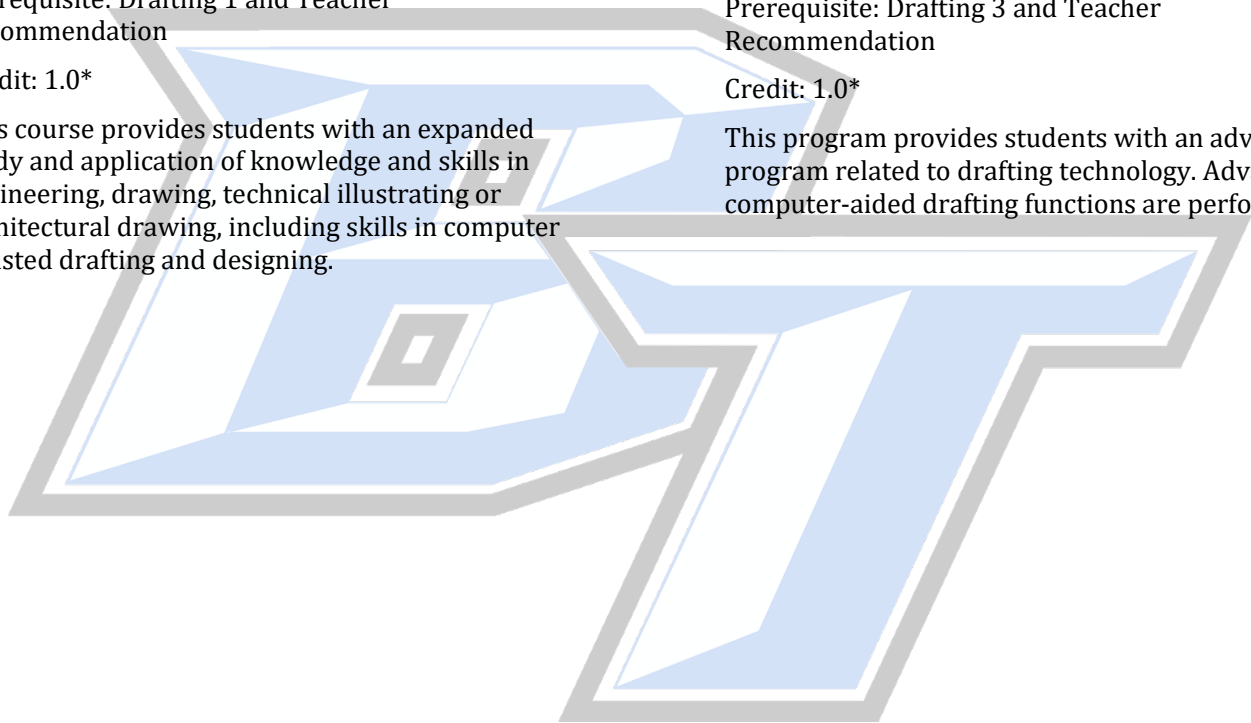 requisite: Drafting 1 and Teacher
ommendation
dit: 1.0*
s course provides students with an expanded
dy and application of knowledge and skills in
ineering, drawing, technical illustrating or
hitectural drawing, including skills in computer
isted drafting and designing.
Prerequisite: Drafting 3 and Teacher
Recommendation
Credit: 1.0*
This program provides students with an adv
program related to drafting technology. Adv
computer-aided drafting functions are perfo
BT